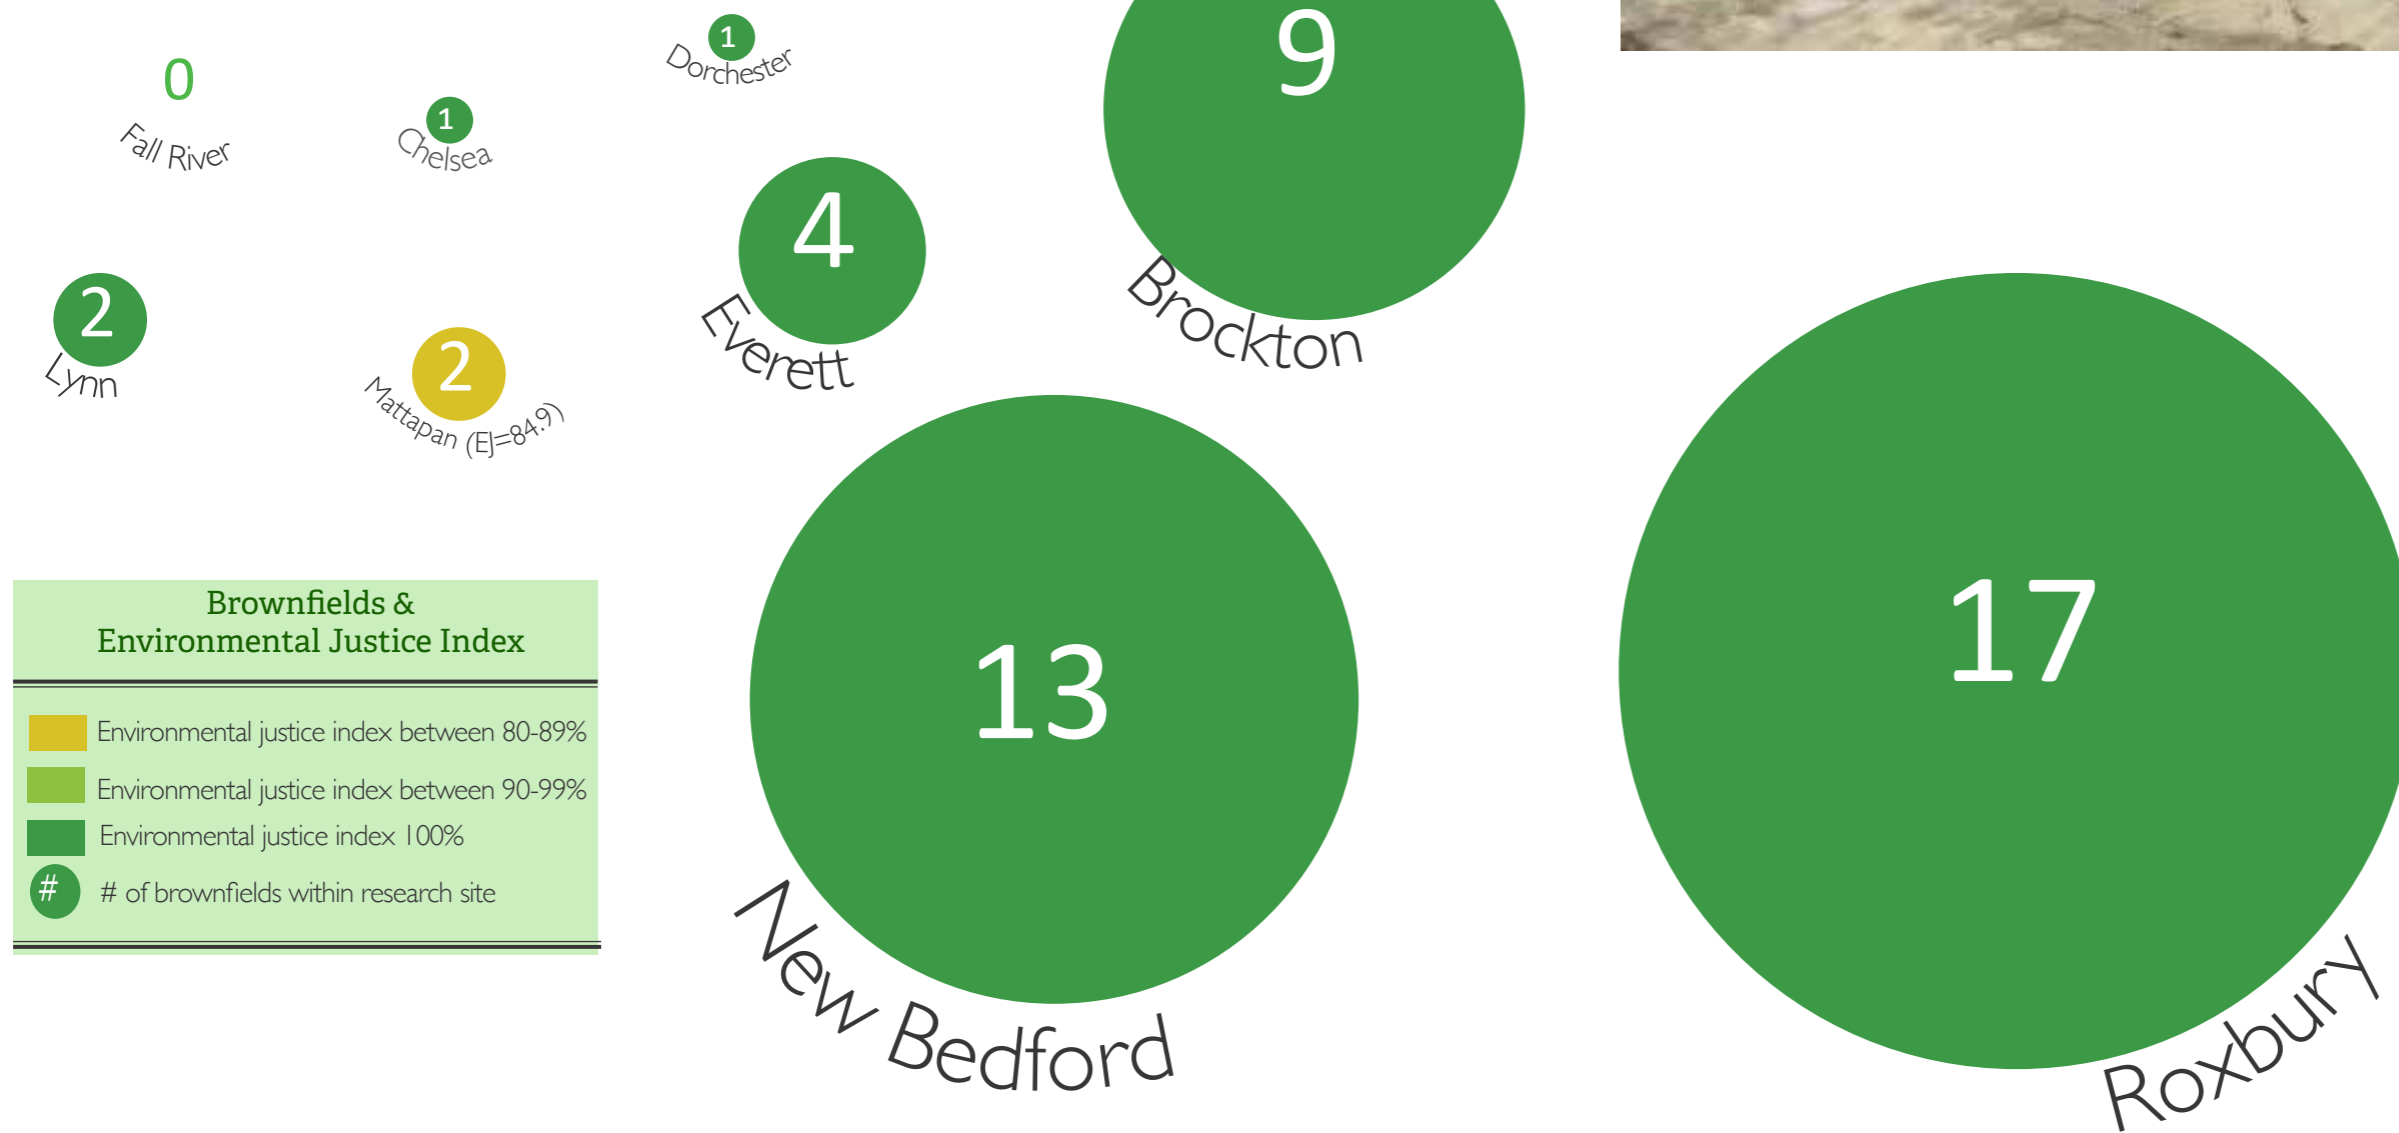 0
Fall River
1
Chelsea
1
Dorchester
9
Brockton
4
Everett
2
Lynn
2
Mattapan (EJ=84.9)
13
New Bedford
17
Roxbury
Brownfields &
Environmental Justice Index
Environmental justice index between 80-89%
Environmental justice index between 90-99%
Environmental justice index 100%
#
# of brownfields within research site